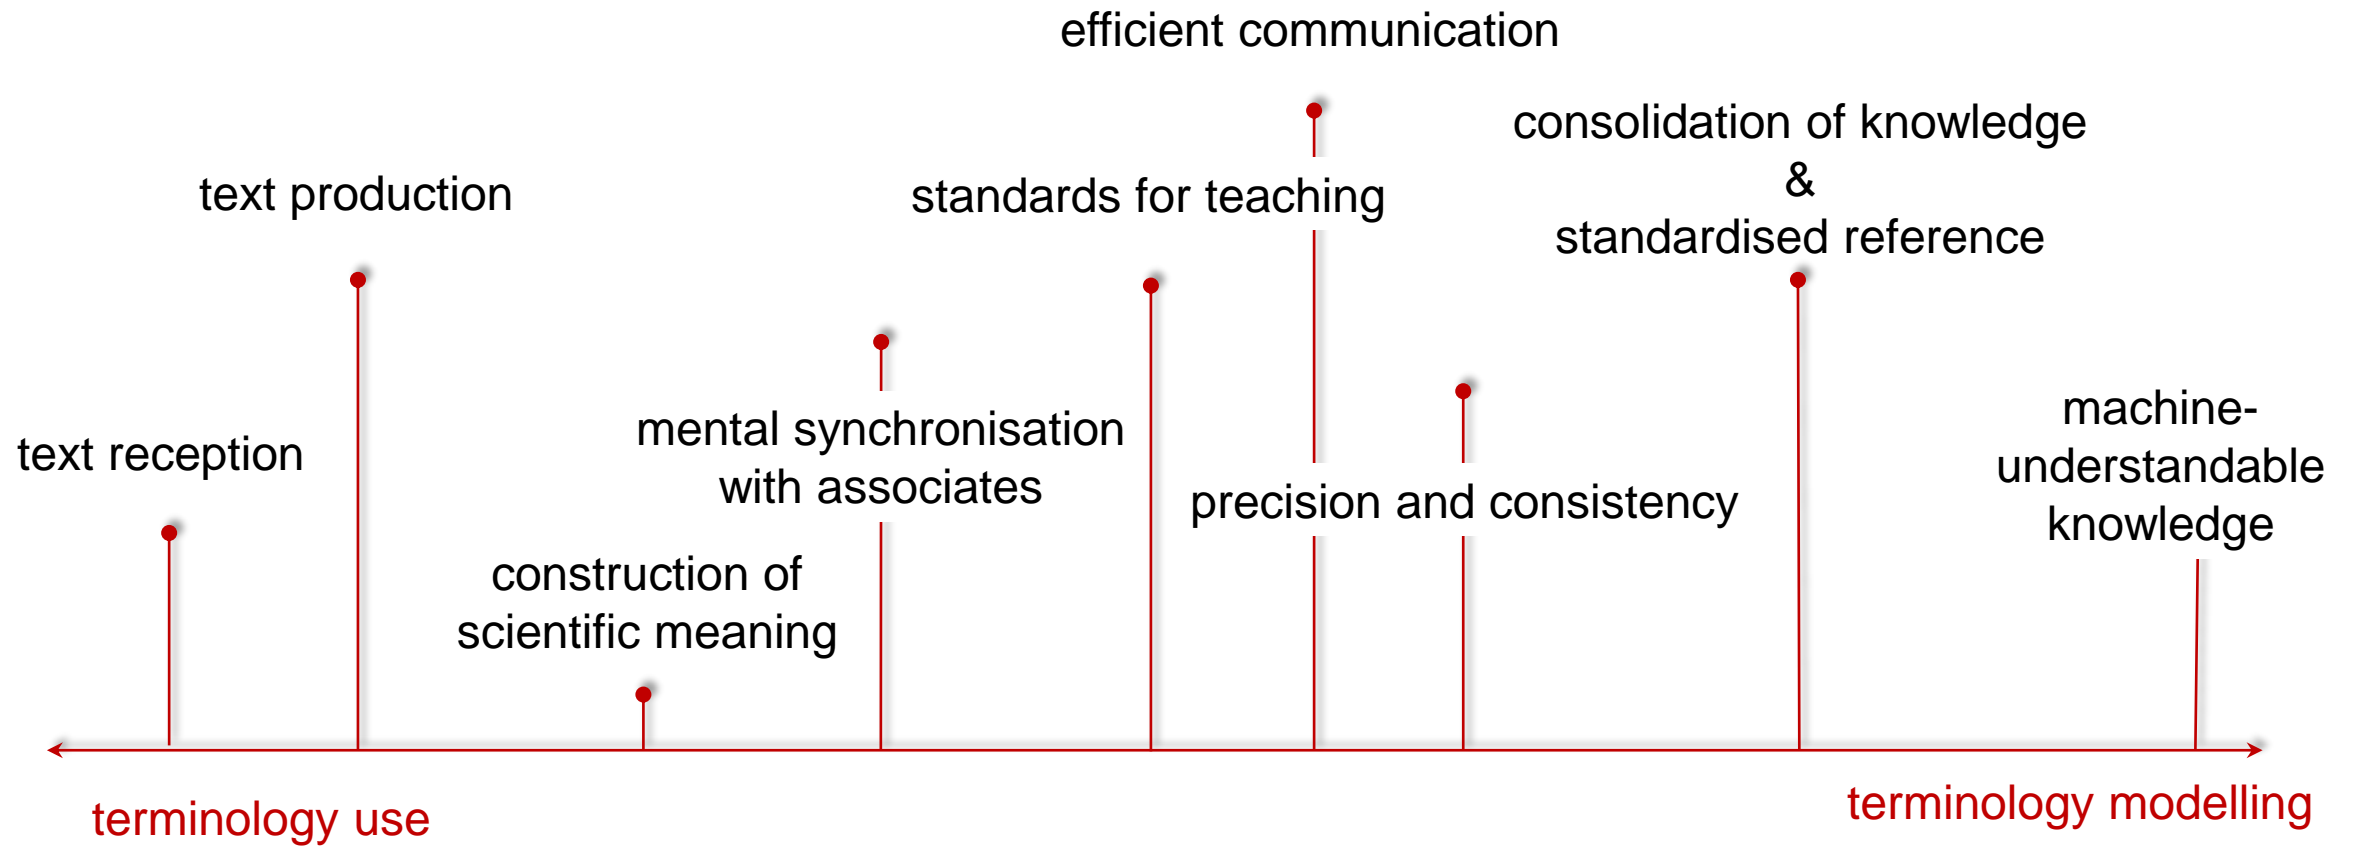 efficient communication
consolidation of knowledge
&
standardised reference
text production
standards for teaching
text reception
mental synchronisation
with associates
precision and consistency
machine-
understandable
knowledge
construction of
scientific meaning
terminology use
terminology modelling